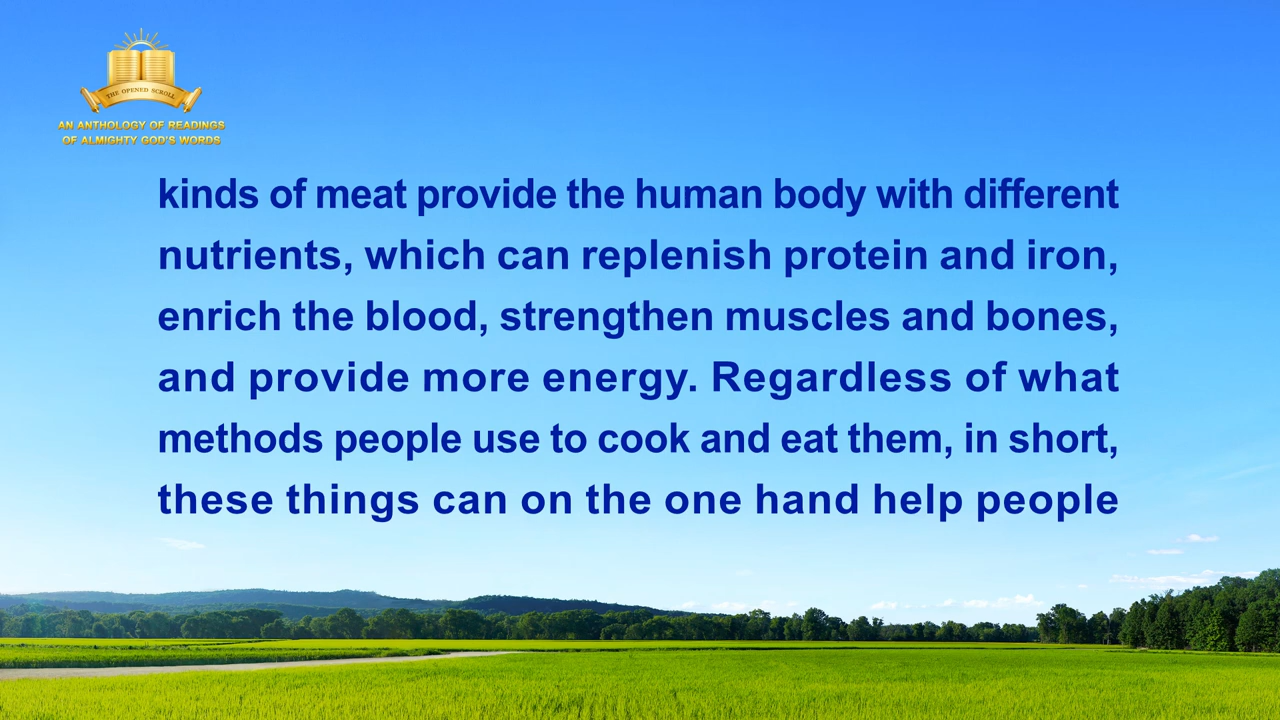 THE OPENED SCROLL
AN ANTHOLOGY OF READINGS
OF ALMIGHTY GOD'S WORDS
kinds of meat provide the human body with different
nutrients, which can replenish protein and iron,
enrich the blood, strengthen muscles and bones,
and provide more energy. Regardless of what
methods people use to cook and eat them, in short,
these things can on the one hand help people